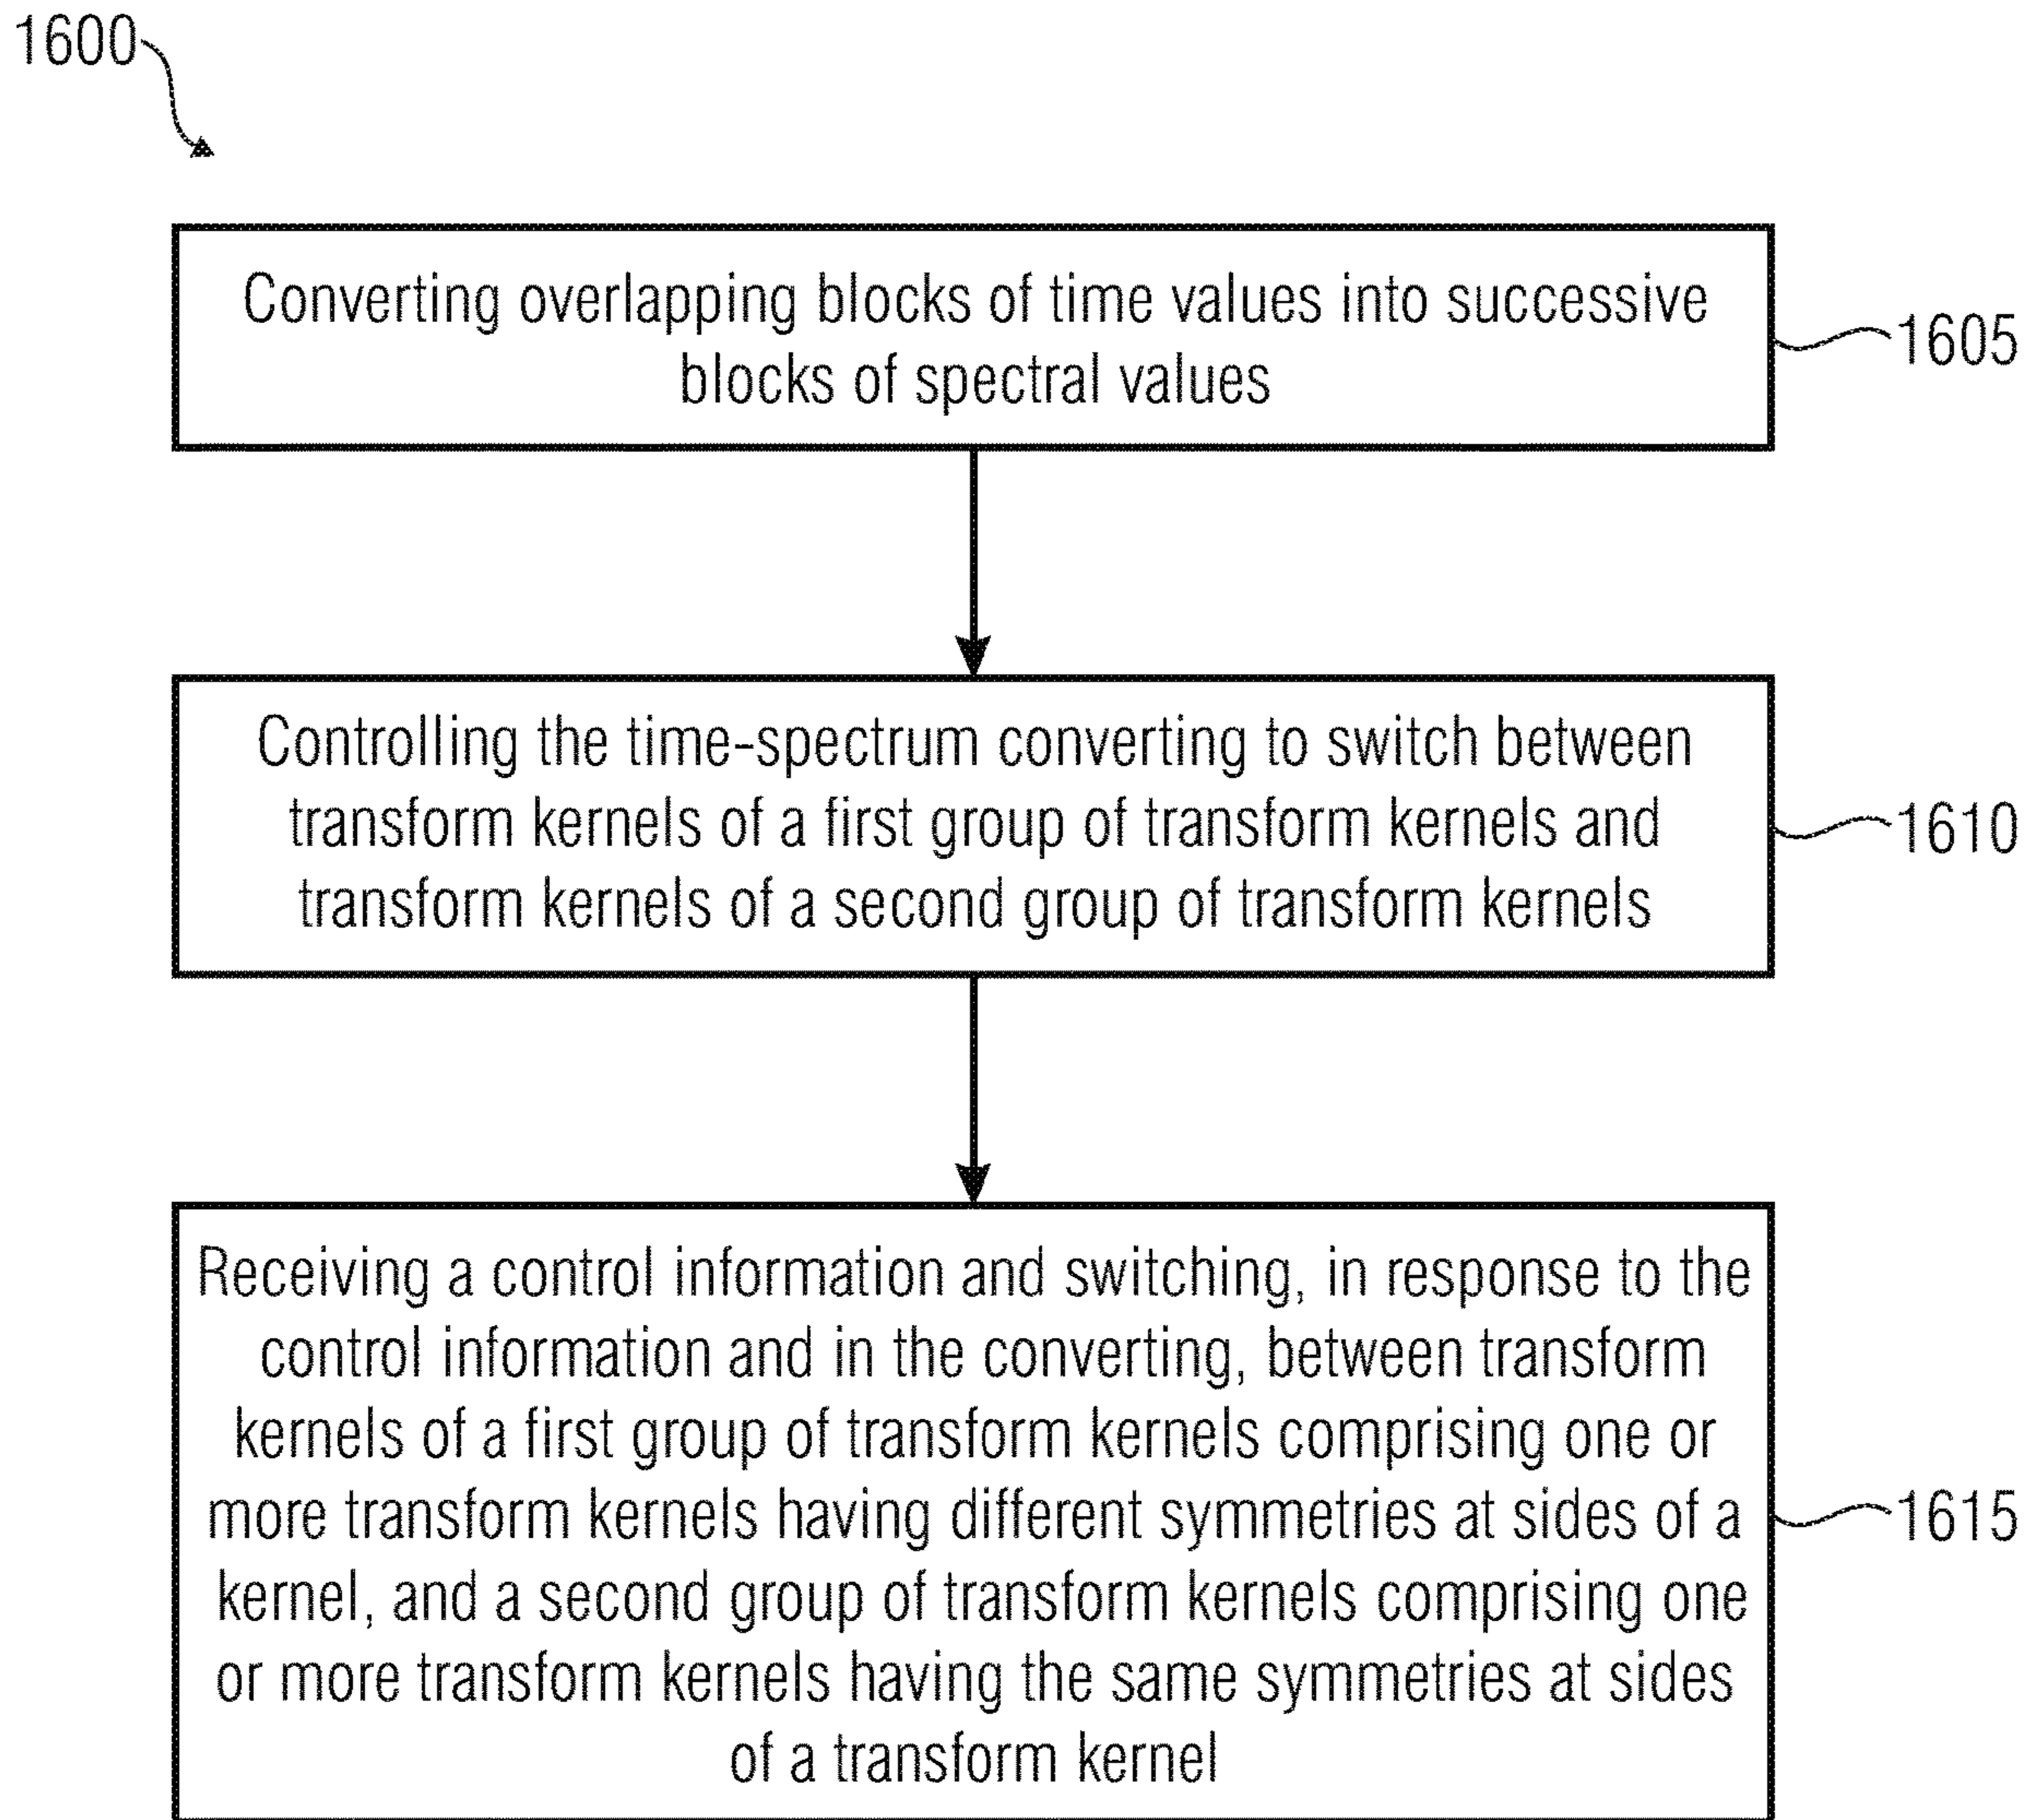 1600
Converting overlapping blocks of time values into successive
blocks of spectral values
1605
Controlling the time-spectrum converting to switch between
transform kernels of a first group of transform kernels and
transform kernels of a second group of transform kernels
1610
Receiving a control information and switching, in response to the
control information and in the converting, between transform
kernels of a first group of transform kernels comprising one or
more transform kernels having different symmetries at sides of a
kernel, and a second group of transform kernels comprising one
or more transform kernels having the same symmetries at sides
of a transform kernel
1615